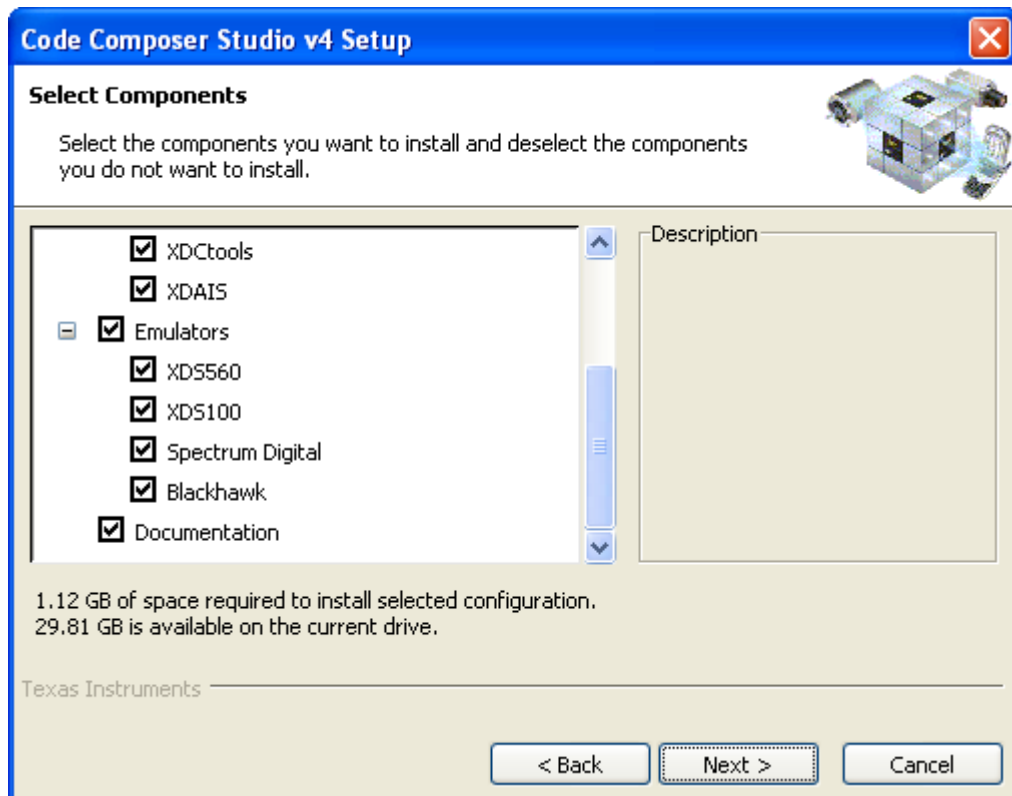 Code Composer Studio v4 Setup
Select Components
Select the components you want to install and deselect the components
you do not want to install.
XDCtools
XDAIS
Emulators
XDS560
XDS100
Spectrum Digital
Blackhawk
Documentation
Description
1.12 GB of space required to install selected configuration.
29.81 GB is available on the current drive.
Texas Instruments
< Back
Next >
Cancel